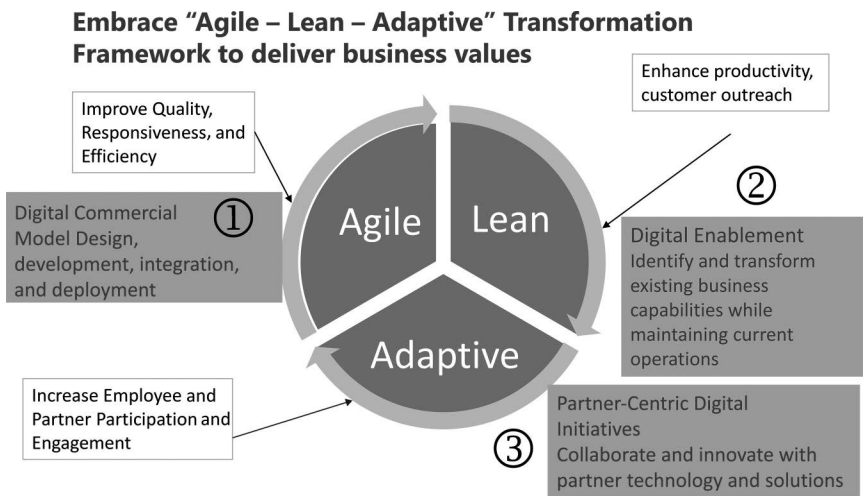 Embrace “Agile – Lean – Adaptive” Transformation
Framework to deliver business values
Improve Quality,
Responsiveness, and
Efficiency
Enhance productivity,
customer outreach
①
Digital Commercial
Model Design,
development, integration,
and deployment
Agile
Lean
Adaptive
②
Digital Enablement
Identify and transform
existing business
capabilities while
maintaining current
operations
Increase Employee and
Partner Participation and
Engagement
③
Partner-Centric Digital
Initiatives
Collaborate and innovate with
partner technology and solutions